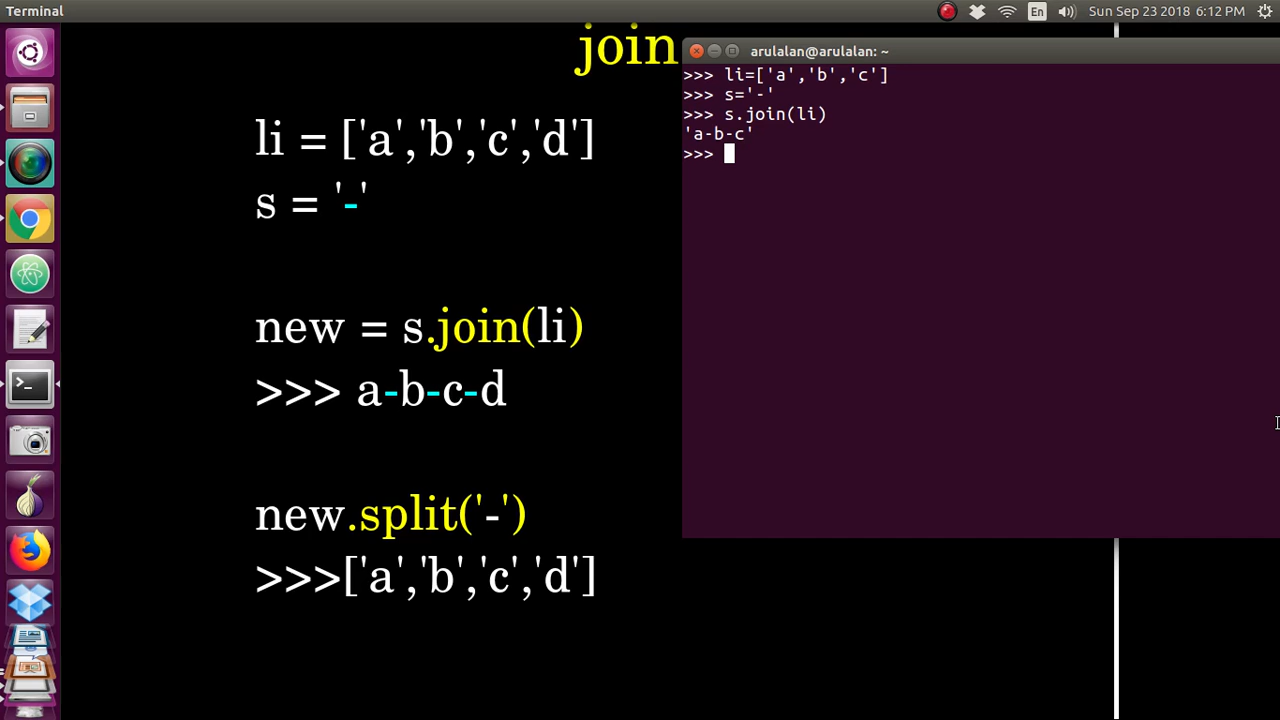 Terminal
En
Sun Sep 23 2018 6:12 PM
join
li = ['a','b','c','d']
s = '-'
new = s.join(li)
>>> a-b-c-d
new.split('-')
>>>['a','b','c','d']
arulalan@arulalan: ~
>>> li=['a','b','c']
>>> s='-'
>>> s.join(li)
'a-b-c'
>>>